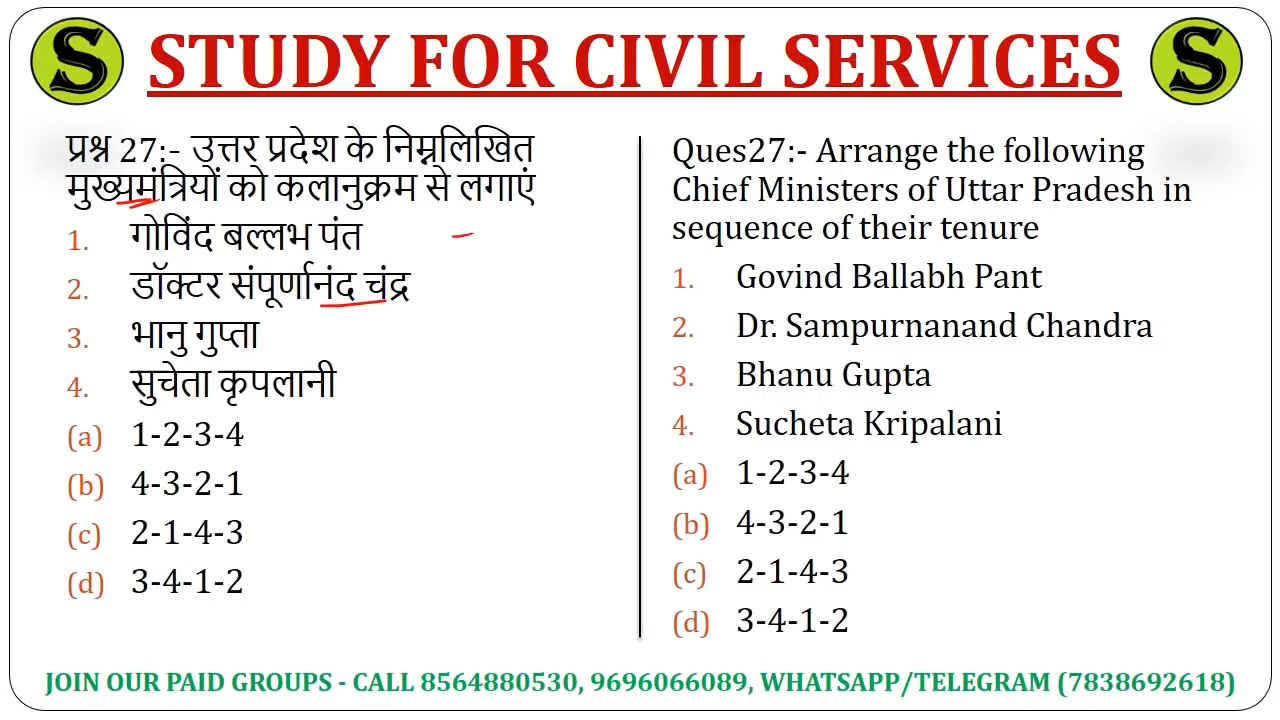 S STUDY FOR CIVIL SERVICES S
प्रश्न 27:- उत्तर प्रदेश के निम्नलिखित
मुख्यमंत्रियों को कलानुक्रम से लगाएं
1. गोविंद बल्लभ पंत
2. डॉक्टर संपूर्णानंद चंद्र
3. भानु गुप्ता
4. सुचेता कृपलानी
(a) 1-2-3-4
(b) 4-3-2-1
(c) 2-1-4-3
(d) 3-4-1-2
Ques27:- Arrange the following
Chief Ministers of Uttar Pradesh in
sequence of their tenure
1. Govind Ballabh Pant
2. Dr. Sampurnanand Chandra
3. Bhanu Gupta
4. Sucheta Kripalani
(a) 1-2-3-4
(b) 4-3-2-1
(c) 2-1-4-3
(d) 3-4-1-2
JOIN OUR PAID GROUPS - CALL 8564880530, 9696066089, WHATSAPP/TELEGRAM (7838692618)